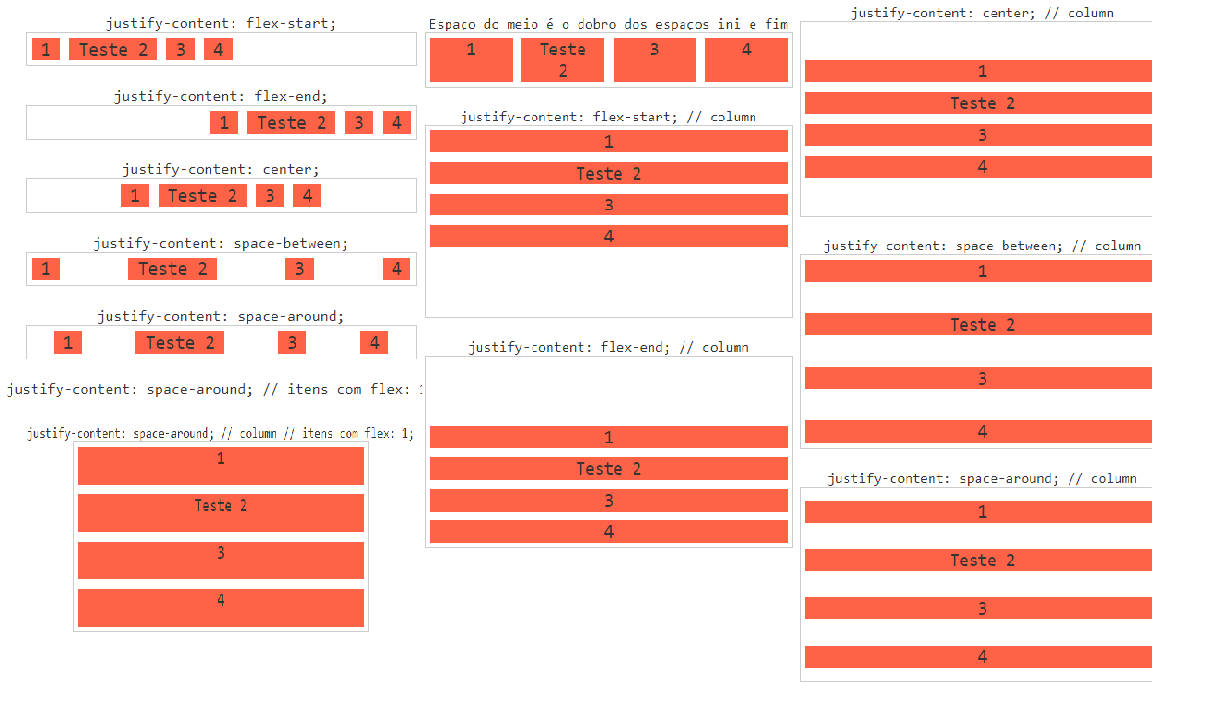 justify-content: flex-start;
1 Teste 2 3 4
justify-content: flex-end;
1 Teste 2 3 4
justify-content: center;
1 Teste 2 3 4
justify-content: space-between;
1 Teste 2 3 4
justify-content: space-around;
1 Teste 2 3 4
justify-content: space-around; // itens com flex: 1
justify-content: space-around; // column // itens com flex: 1;
1
Teste 2
3
4
Espaço do meio é o dobro dos espaços ini e fim
1 Teste 3 4
2
justify-content: flex-start; // column
1
Teste 2
3
4
justify-content: flex-end; // column
1
Teste 2
3
4
justify-content: center; // column
1
Teste 2
3
4
justify content: space between; // column
1
Teste 2
3
4
justify-content: space-around; // column
1
Teste 2
3
4